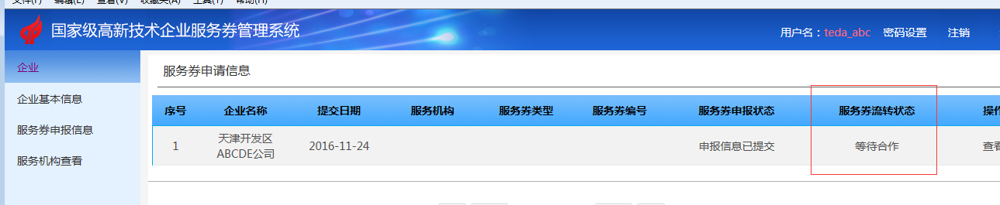 文件(F) 编辑(E) 查看(V) 收藏夹(A) 工具(T) 帮助(H)
国家级高新技术企业服务券管理系统
用户名：teda_abc 密码设置 注销
企业
企业基本信息
服务券申报信息
服务机构查看
服务券申请信息
序号 企业名称 提交日期 服务机构 服务券类型 服务券编号 服务券申报状态 服务券流转状态 操作
1 天津开发区 2016-11-24 申报信息已提交 等待合作 查看
ABCDE公司